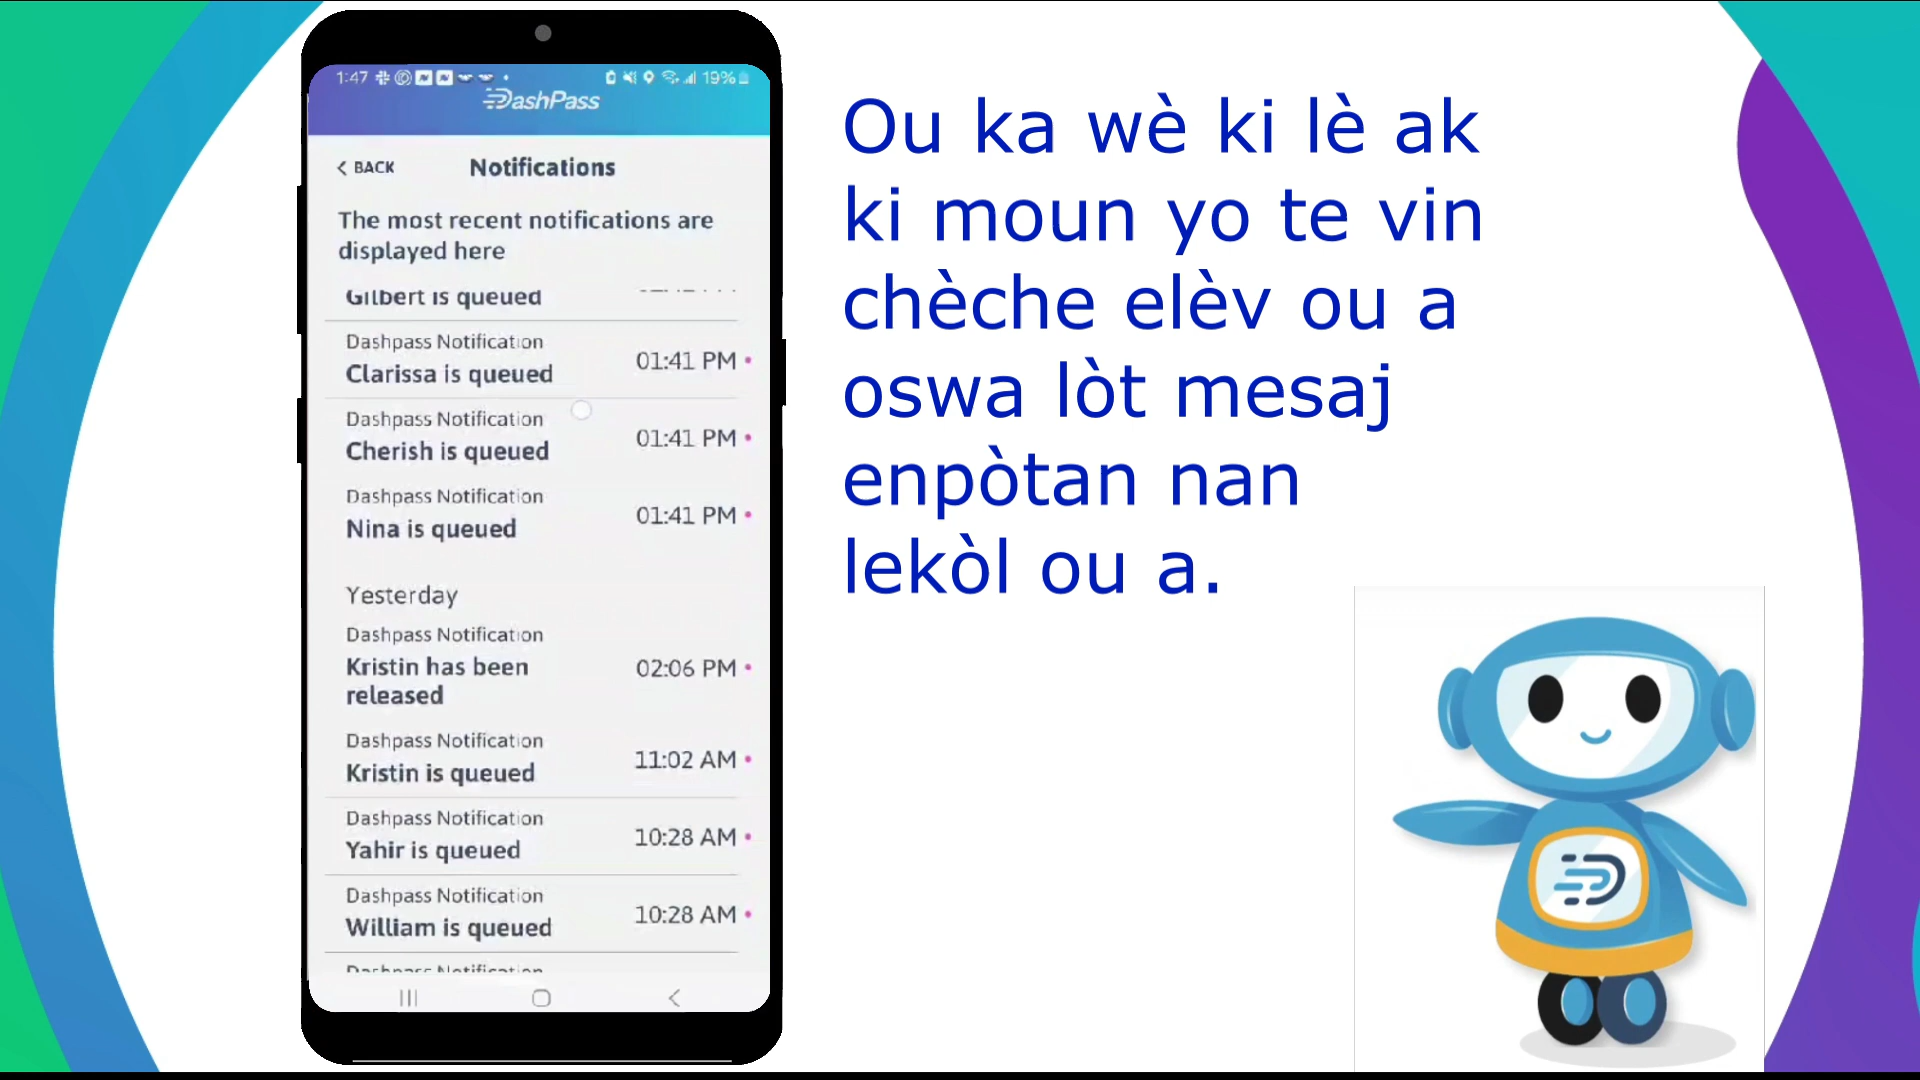 1:47
19%
DashPass
BACK
Notifications
The most recent notifications are
displayed here
Gilbert is queued
Dashpass Notification
Clarissa is queued
01:41 PM
Dashpass Notification
Cherish is queued
01:41 PM
Dashpass Notification
Nina is queued
01:41 PM
Yesterday
Dashpass Notification
Kristin has been
released
02:06 PM
Dashpass Notification
Kristin is queued
11:02 AM
Dashpass Notification
Yahir is queued
10:28 AM
Dashpass Notification
William is queued
10:28 AM
Dashpass Notification
Ou ka wè ki lè ak
ki moun yo te vin
chèche elèv ou a
oswa lòt mesaj
enpòtan nan
lekòl ou a.